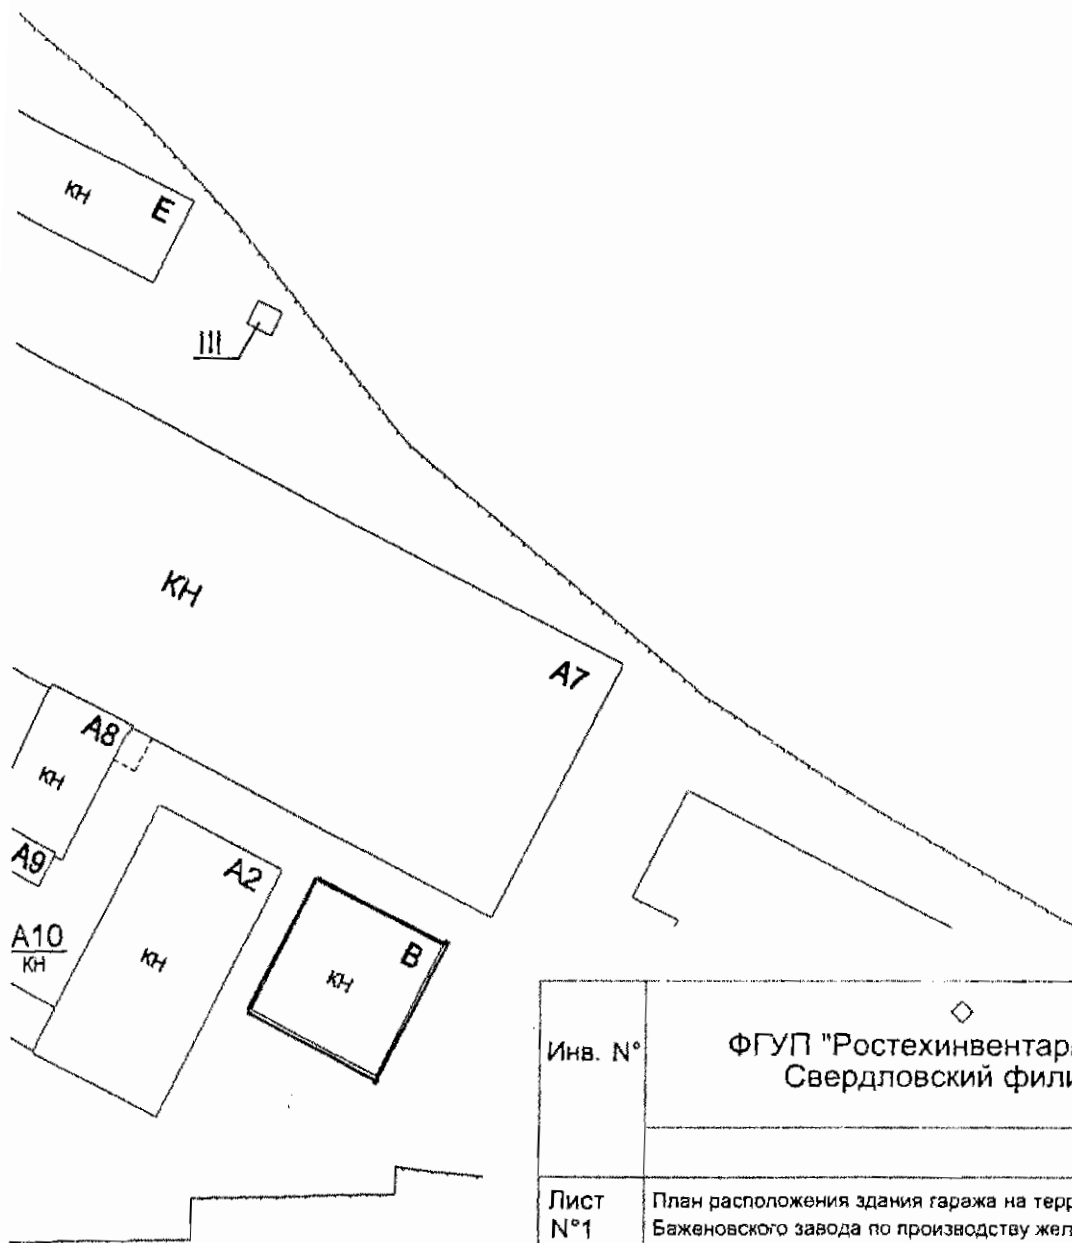 кн
E
III
КН
А7
А8
кн
А9
А2
А10
кн
кн
В
кн
Инв. N°
ФГУП "Ростехинвентар
Свердловский фили
Лист
N°1
План расположения здания гаража на терр
Баженовского завода по производству жел